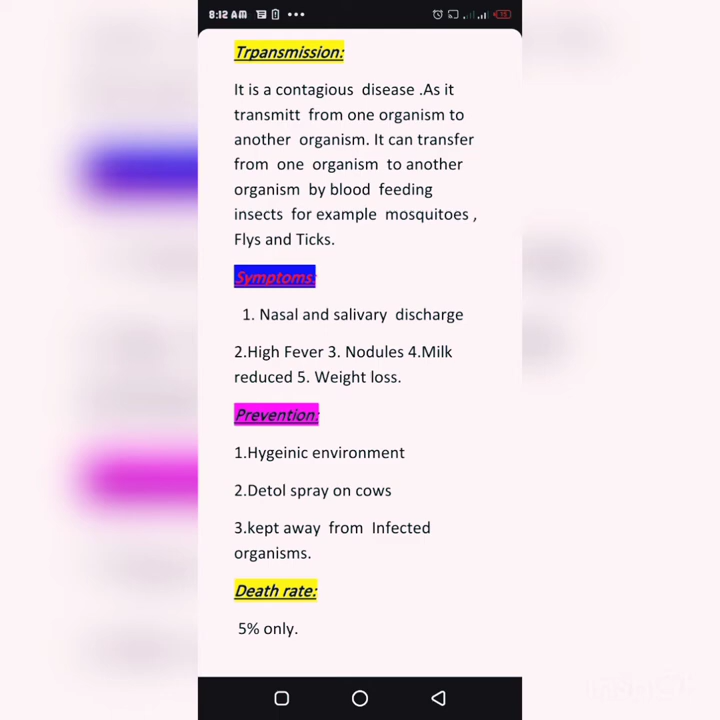 8:12 AM
Trpansmission:
It is a contagious disease .As it
transmitt from one organism to
another organism. It can transfer
from one organism to another
organism by blood feeding
insects for example mosquitoes ,
Flys and Ticks.
Symptoms:
1. Nasal and salivary discharge
2.High Fever 3. Nodules 4.Milk
reduced 5. Weight loss.
Prevention:
1.Hygeinic environment
2.Detol spray on cows
3.kept away from Infected
organisms.
Death rate:
5% only.